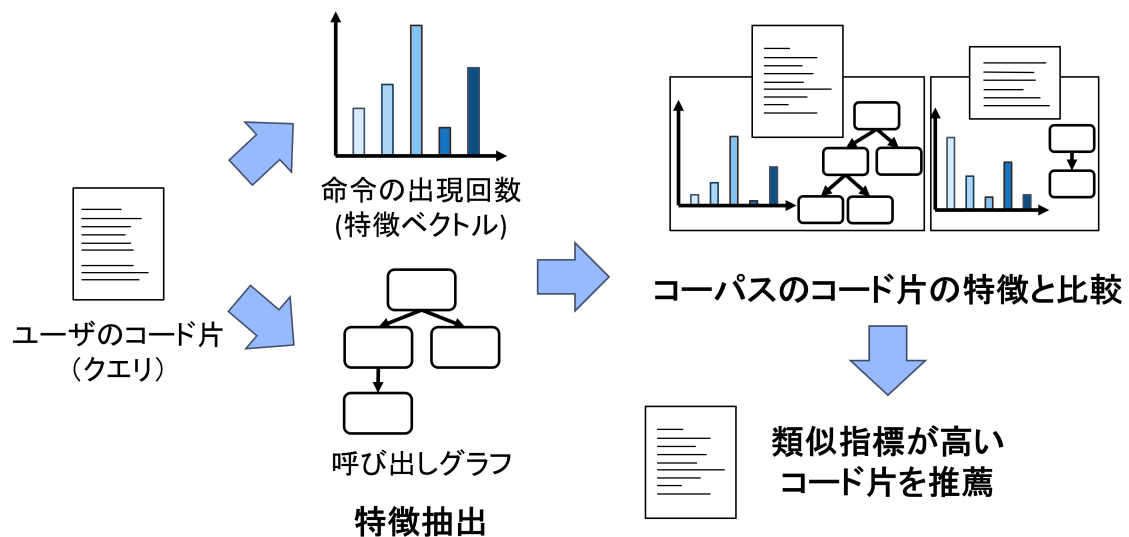 ユーザのコード片
（クエリ）
命令の出現回数
(特徴ベクトル)
呼び出しグラフ
特徴抽出
コーパスのコード片の特徴と比較
類似指標が高い
コード片を推薦